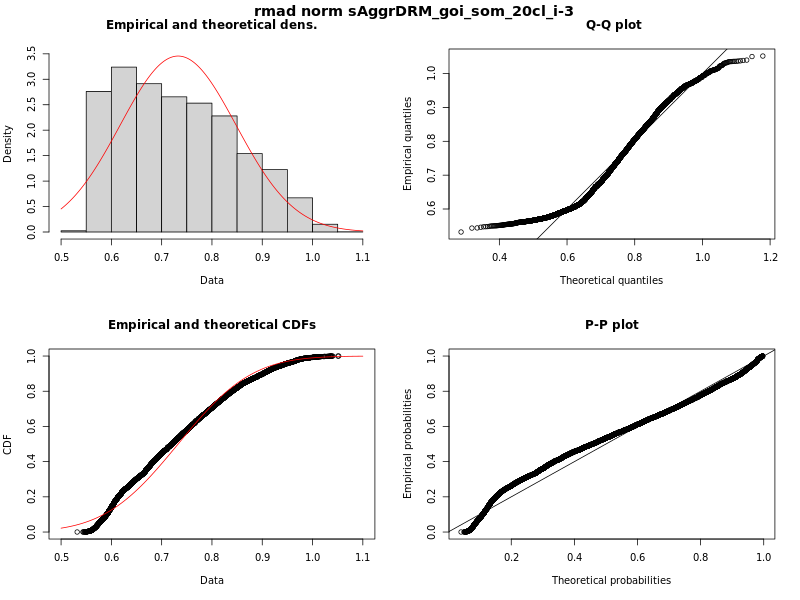 rmad norm sAggrDRM_goi_som_20cl_i-3
Empirical and theoretical dens.
Density
0.0 0.5 1.0 1.5 2.0 2.5 3.0 3.5
0.5 0.6 0.7 0.8 0.9 1.0 1.1
Data
Q-Q plot
Empirical quantiles
0.6 0.7 0.8 0.9 1.0
0.4 0.6 0.8 1.0 1.2
Theoretical quantiles
Empirical and theoretical CDFs
CDF
0.0 0.2 0.4 0.6 0.8 1.0
0.5 0.6 0.7 0.8 0.9 1.0 1.1
Data
P-P plot
Empirical probabilities
0.0 0.2 0.4 0.6 0.8 1.0
0.2 0.4 0.6 0.8 1.0
Theoretical probabilities